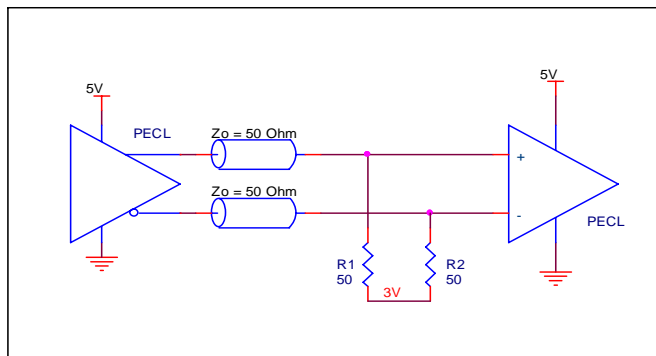 5V
PECL
Zo = 50 Ohm
Zo = 50 Ohm
5V
+
-
PECL
R1
50
R2
50
3V